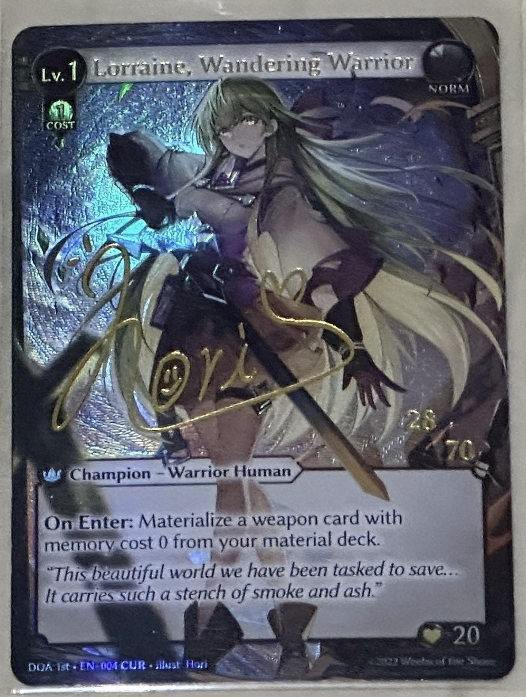 Lv. 1 Lorraine, Wandering Warrior
NORM
1
COST
Hori
28
70
Champion – Warrior Human
On Enter: Materialize a weapon card with
memory cost 0 from your material deck.
"This beautiful world we have been tasked to save...
It carries such a stench of smoke and ash."
20
DOA 1st • EN-004 CUR • illust. Hori
©2022 Weebs of the Shore